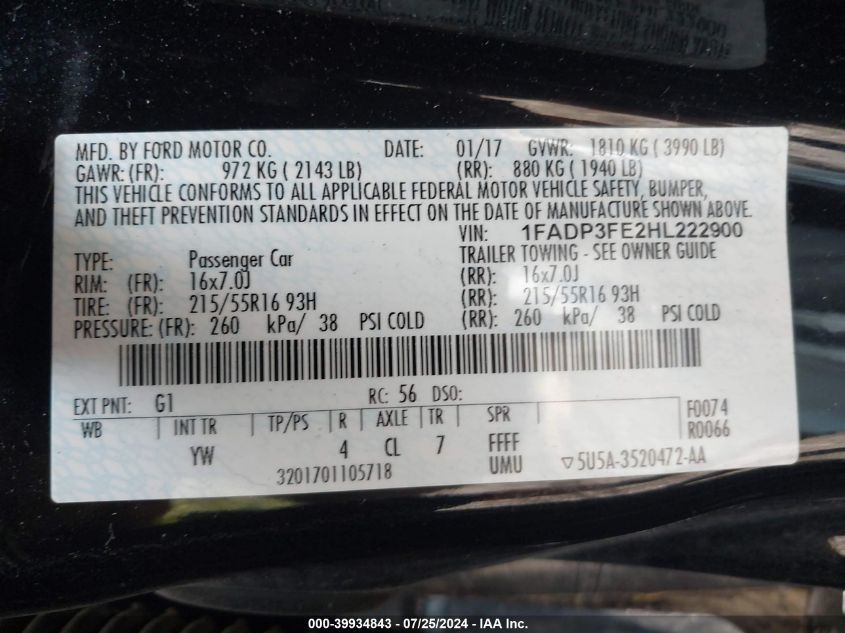 MFD. BY FORD MOTOR CO. DATE: 01/17 GVWR: 1810 KG ( 3990 LB)
GAWR: (FR): 972 KG ( 2143 LB) (RR): 880 KG ( 1940 LB)
THIS VEHICLE CONFORMS TO ALL APPLICABLE FEDERAL MOTOR VEHICLE SAFETY, BUMPER,
AND THEFT PREVENTION STANDARDS IN EFFECT ON THE DATE OF MANUFACTURE SHOWN ABOVE.
VIN: 1FADP3FE2HL222900
TYPE: Passenger Car TRAILER TOWING - SEE OWNER GUIDE
RIM: (FR): 16x7.0J (RR): 16x7.0J
TIRE: (FR): 215/55R16 93H (RR): 215/55R16 93H
PRESSURE: (FR): 260 kPa/ 38 PSI COLD (RR): 260 kPa/ 38 PSI COLD
EXT PNT: G1 RC: 56 DSO:
WB INT TR TP/PS R AXLE TR SPR F0074
R0066
YW 4 CL 7 FFFF
UMU 5U5A-3520472-AA
3201701105718
000-39934843 - 07/25/2024 - IAA Inc.